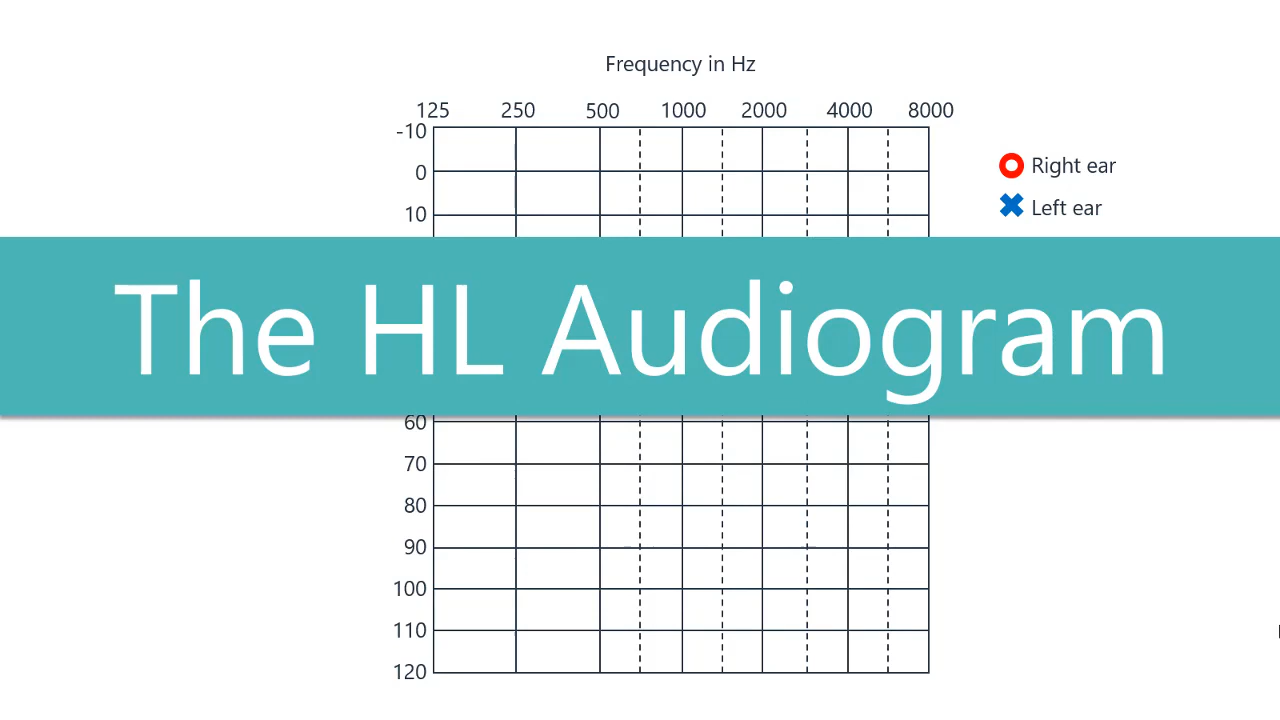 Frequency in Hz
125 250 500 1000 2000 4000 8000
-10
0
10
Right ear
Left ear
The HL Audiogram
60
70
80
90
100
110
120